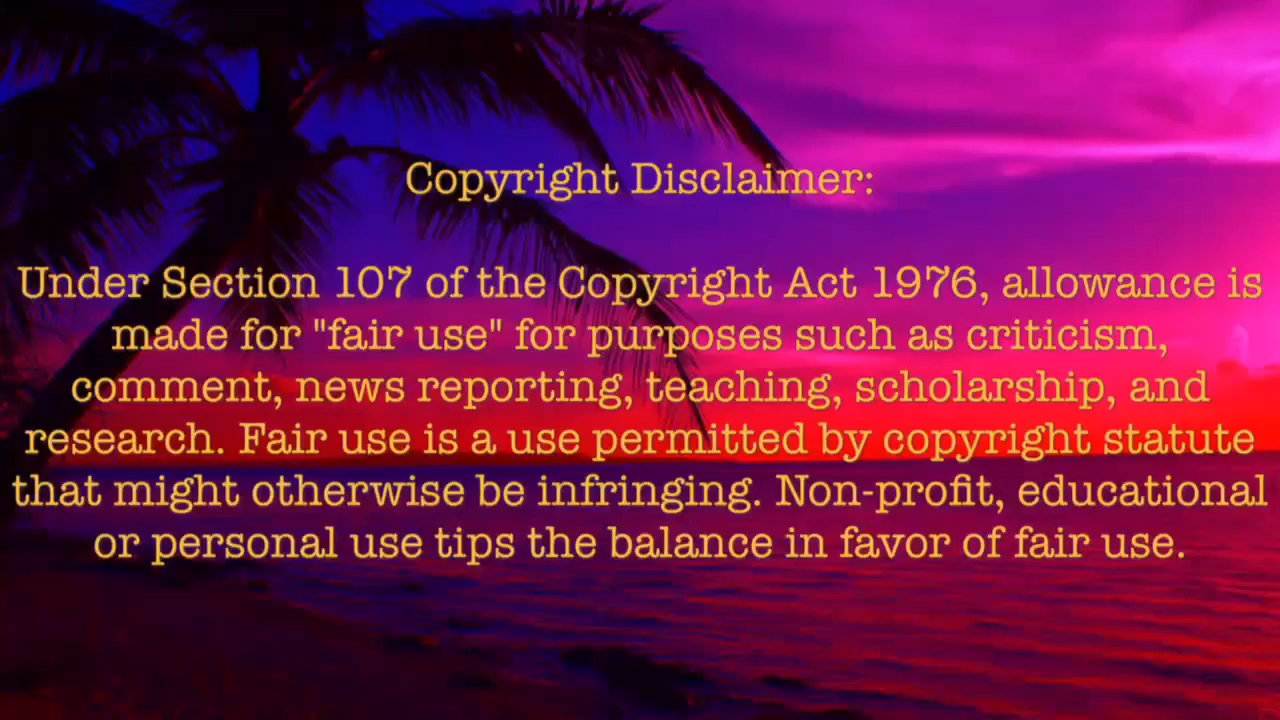 Copyright Disclaimer:
Under Section 107 of the Copyright Act 1976, allowance is
made for "fair use" for purposes such as criticism,
comment, news reporting, teaching, scholarship, and
research. Fair use is a use permitted by copyright statute
that might otherwise be infringing. Non-profit, educational
or personal use tips the balance in favor of fair use.